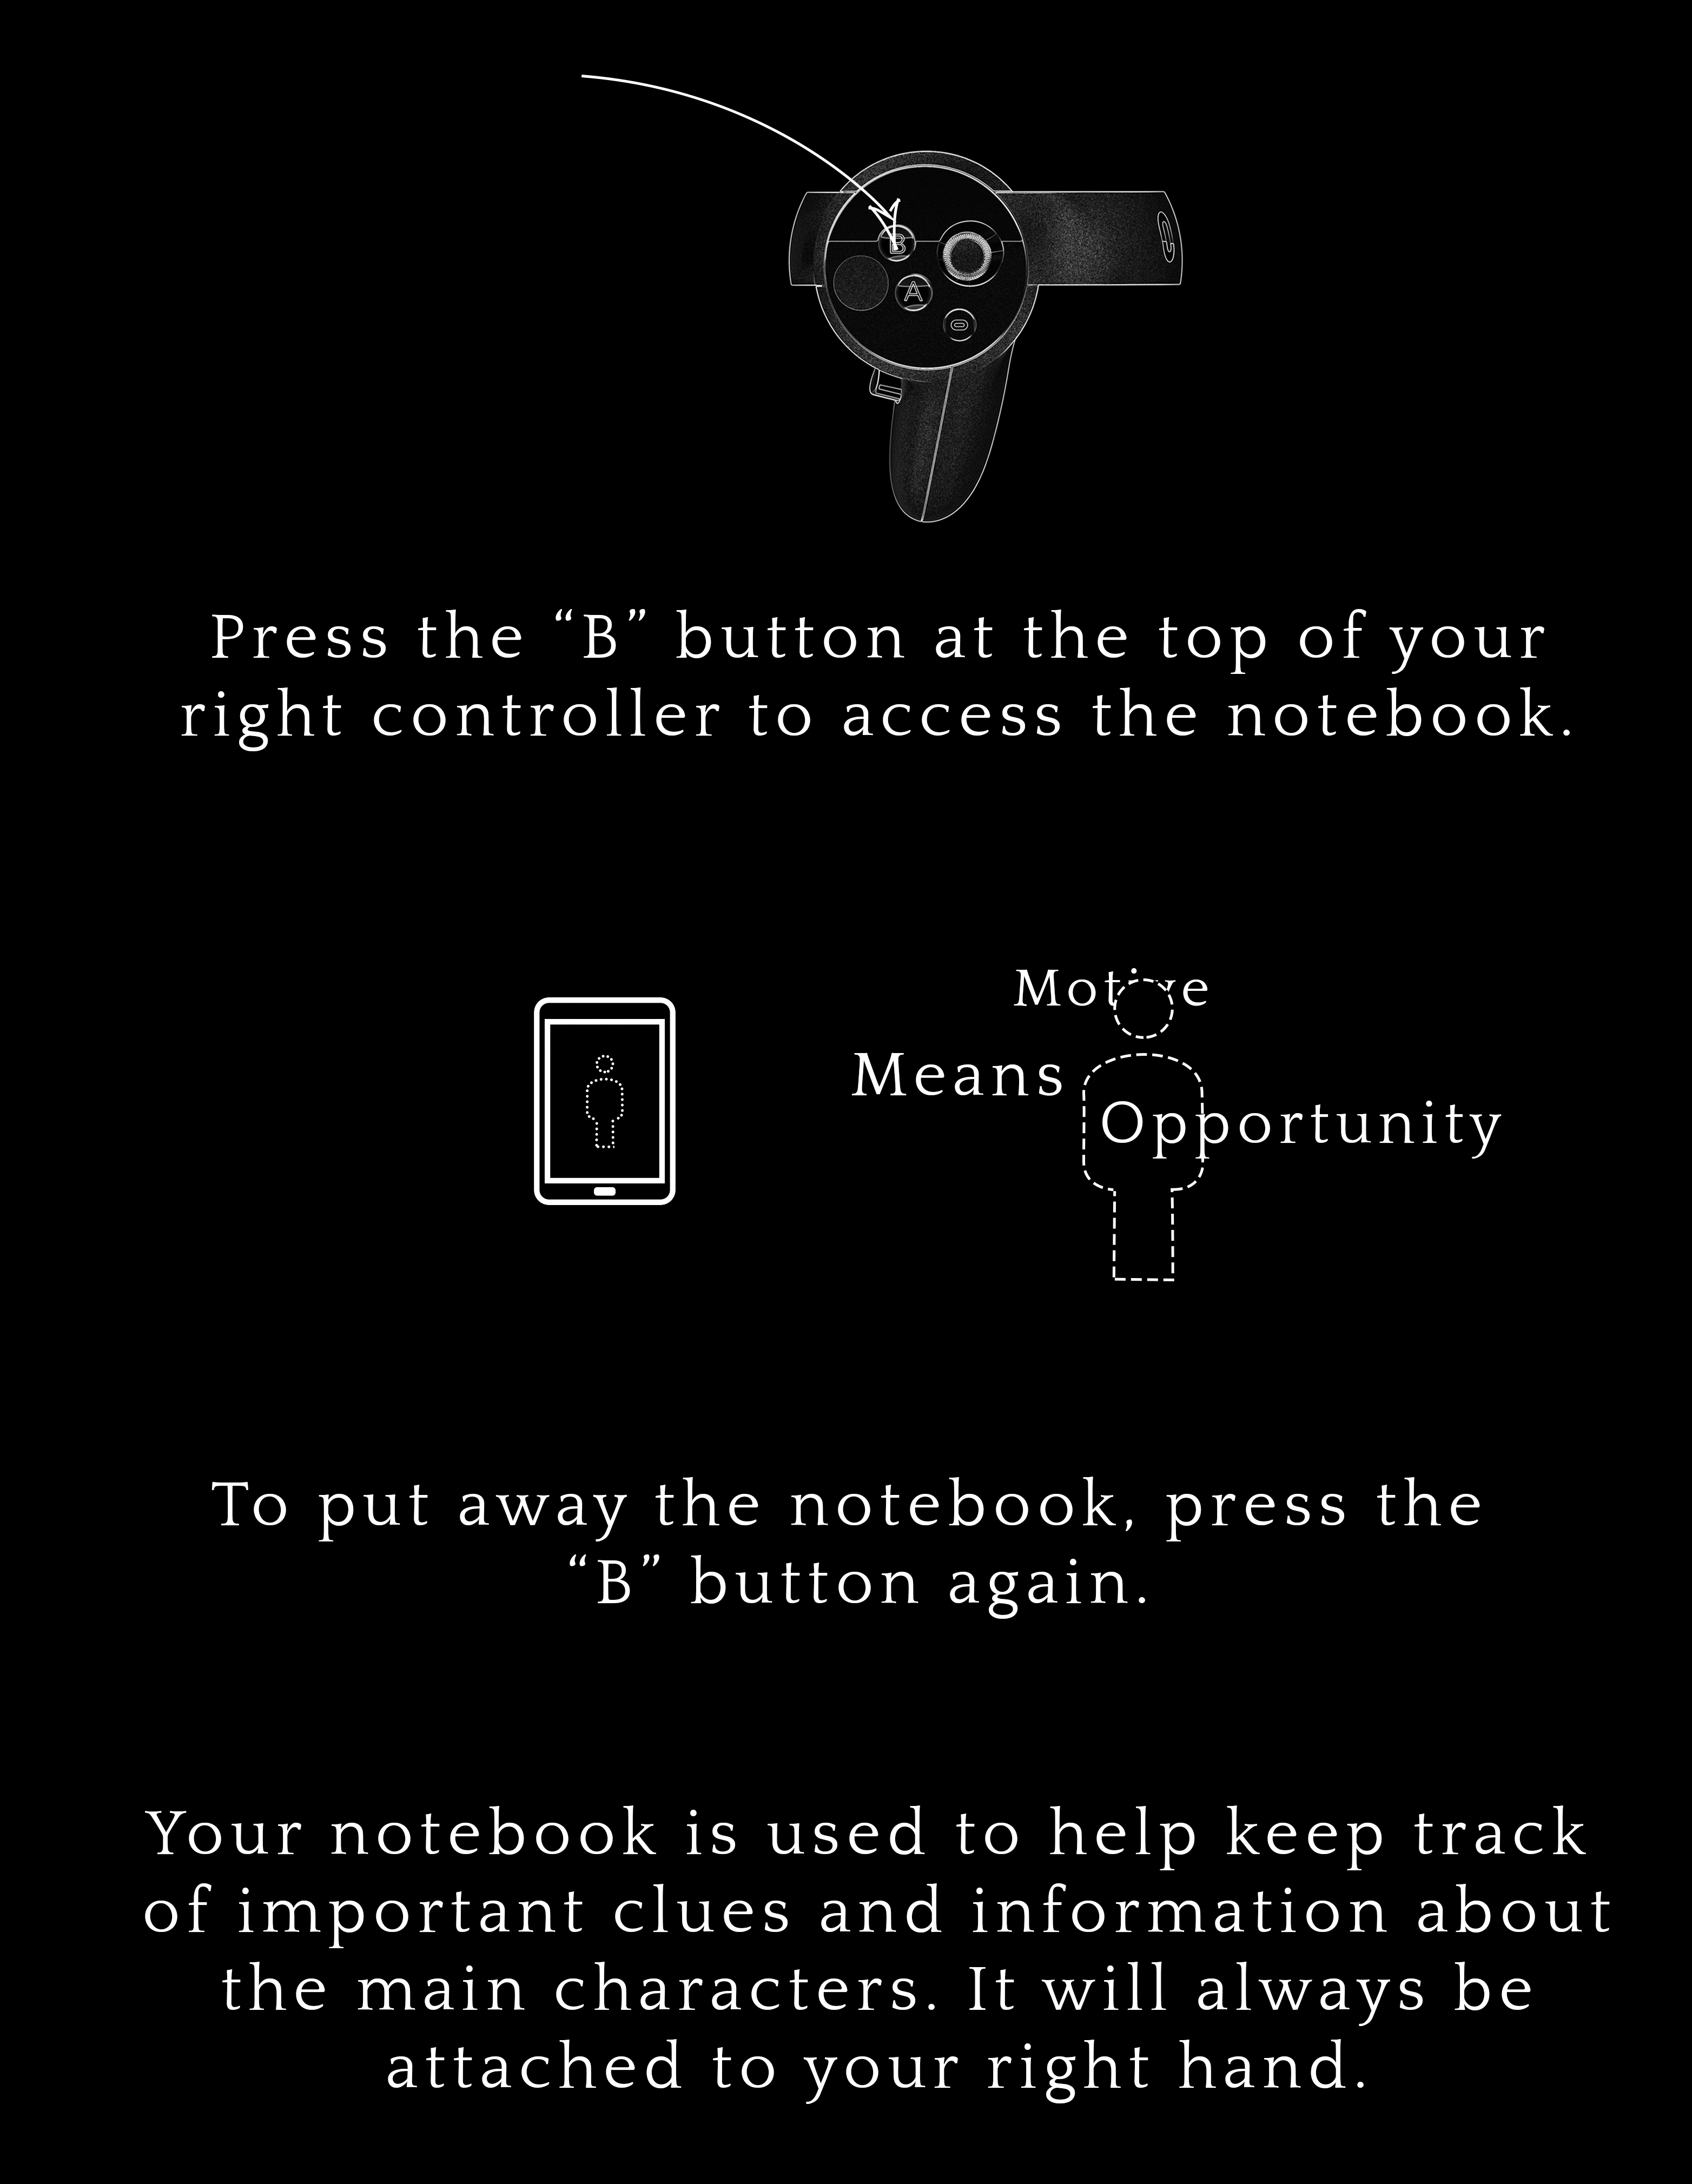 B
A
Press the “B” button at the top of your
right controller to access the notebook.
Motive
Means
Opportunity
To put away the notebook, press the
“B” button again.
Your notebook is used to help keep track
of important clues and information about
the main characters. It will always be
attached to your right hand.